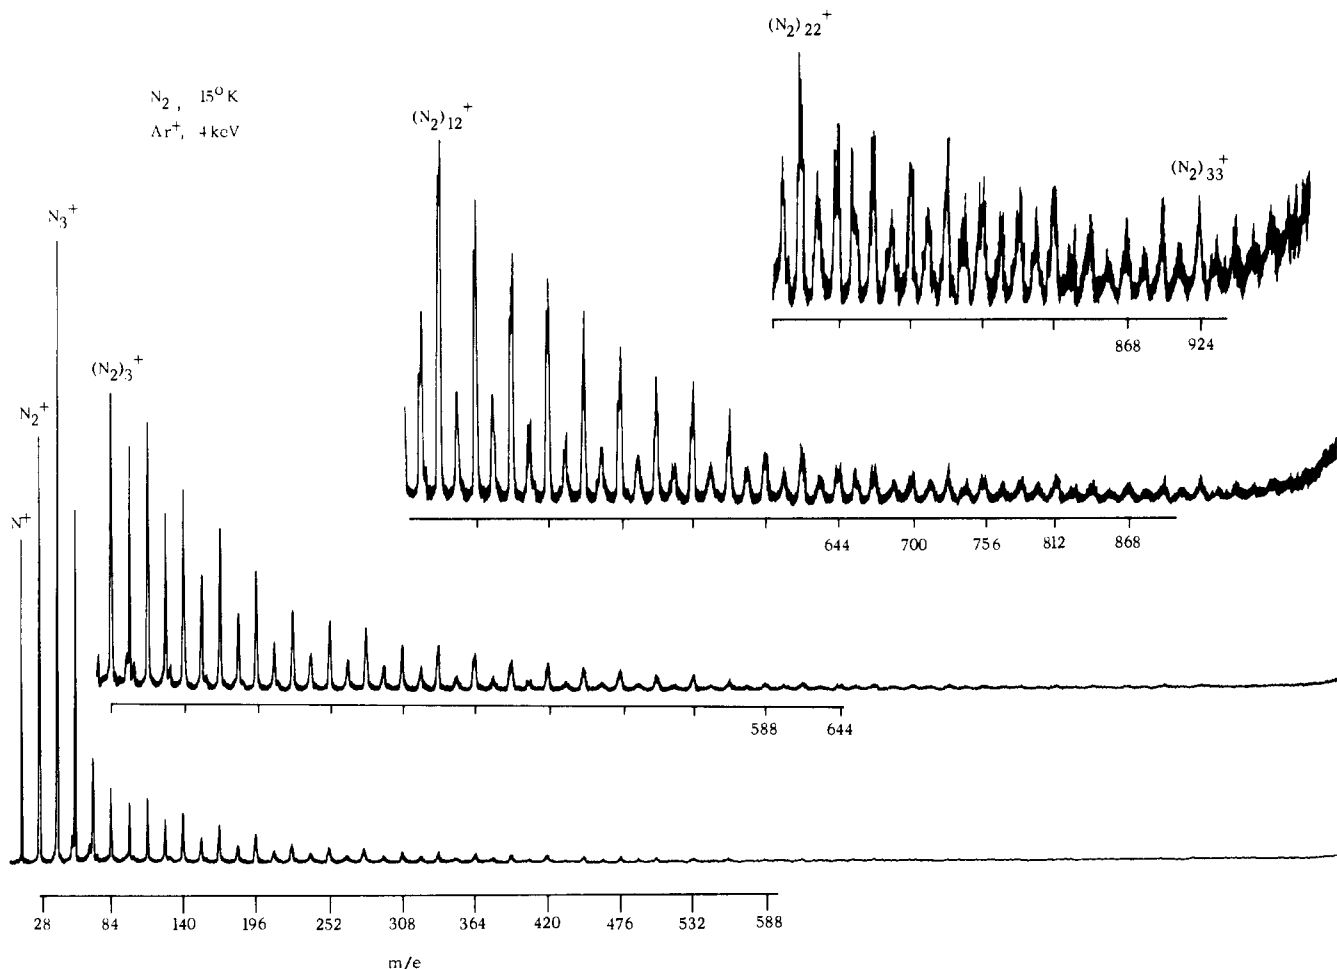 (N2)22+
N2 , 15°K
Ar+, 4 keV
(N2)12+
(N2)33+
N3+
868 924
(N2)3+
N2+
N+
644 700 756 812 868
588 644
28 84 140 196 252 308 364 420 476 532 588
m/e